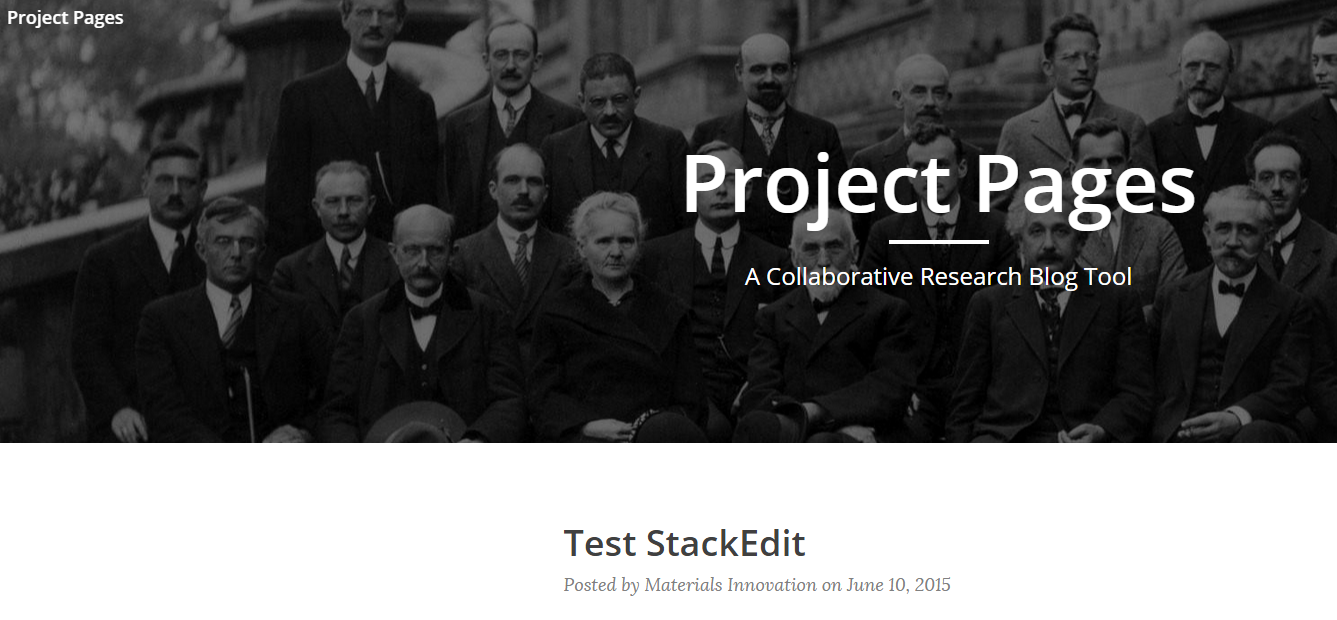 Project Pages
Project Pages
A Collaborative Research Blog Tool
Test StackEdit
Posted by Materials Innovation on June 10, 2015